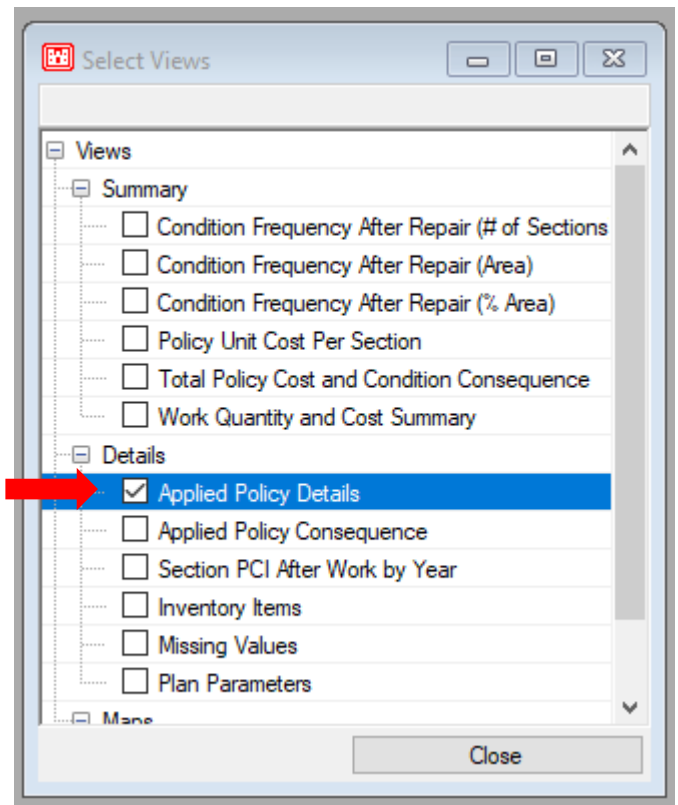 Select Views
Views
Summary
Condition Frequency After Repair (# of Sections
Condition Frequency After Repair (Area)
Condition Frequency After Repair (% Area)
Policy Unit Cost Per Section
Total Policy Cost and Condition Consequence
Work Quantity and Cost Summary
Details
Applied Policy Details
Applied Policy Consequence
Section PCI After Work by Year
Inventory Items
Missing Values
Plan Parameters
Maps
Close